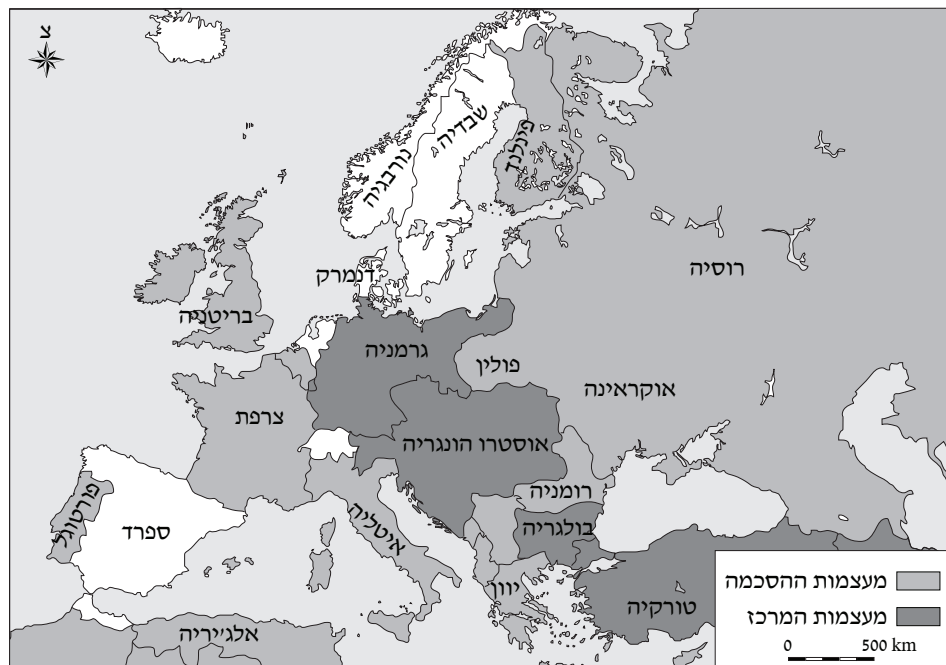 צ
שבדיה
נורבגיה
פינלנד
דנמרק
רוסיה
בריטניה
גרמניה
פולין
אוקראינה
צרפת
אוסטרו הונגריה
רומניה
פורטוגל
ספרד
איטליה
בולגריה
יוון
טורקיה
אלג'יריה
מעצמות ההסכמה
מעצמות המרכז
0 500 km